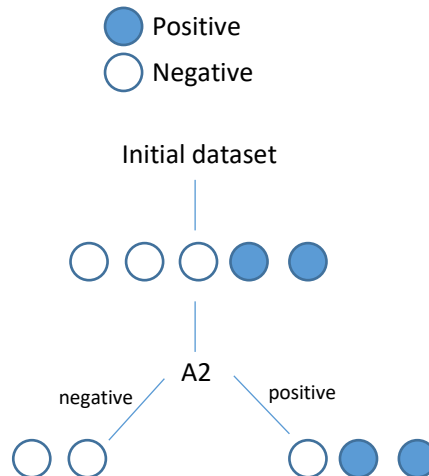 Positive
Negative
Initial dataset
A2
negative
positive